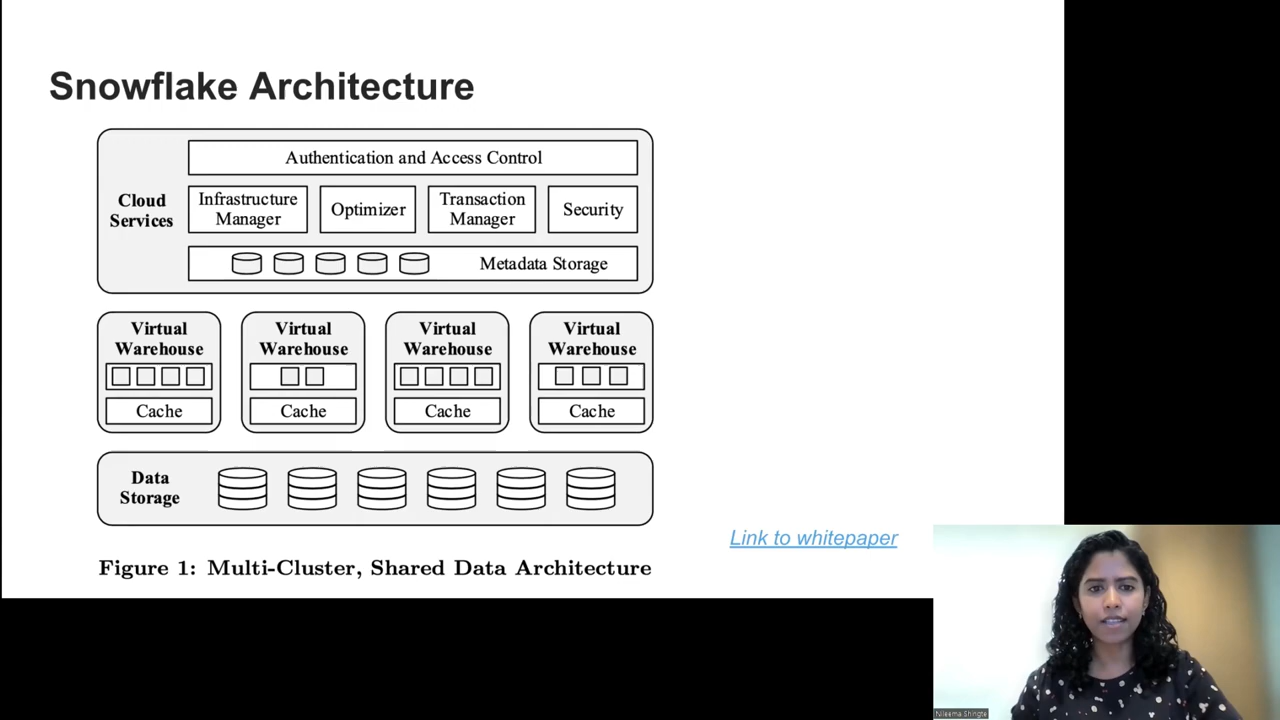 Snowflake Architecture
Authentication and Access Control
Cloud
Services
Infrastructure
Manager
Optimizer
Transaction
Manager
Security
Metadata Storage
Virtual
Warehouse
Cache
Virtual
Warehouse
Cache
Virtual
Warehouse
Cache
Virtual
Warehouse
Cache
Data
Storage
Link to whitepaper
Figure 1: Multi-Cluster, Shared Data Architecture
Nileema Shingte